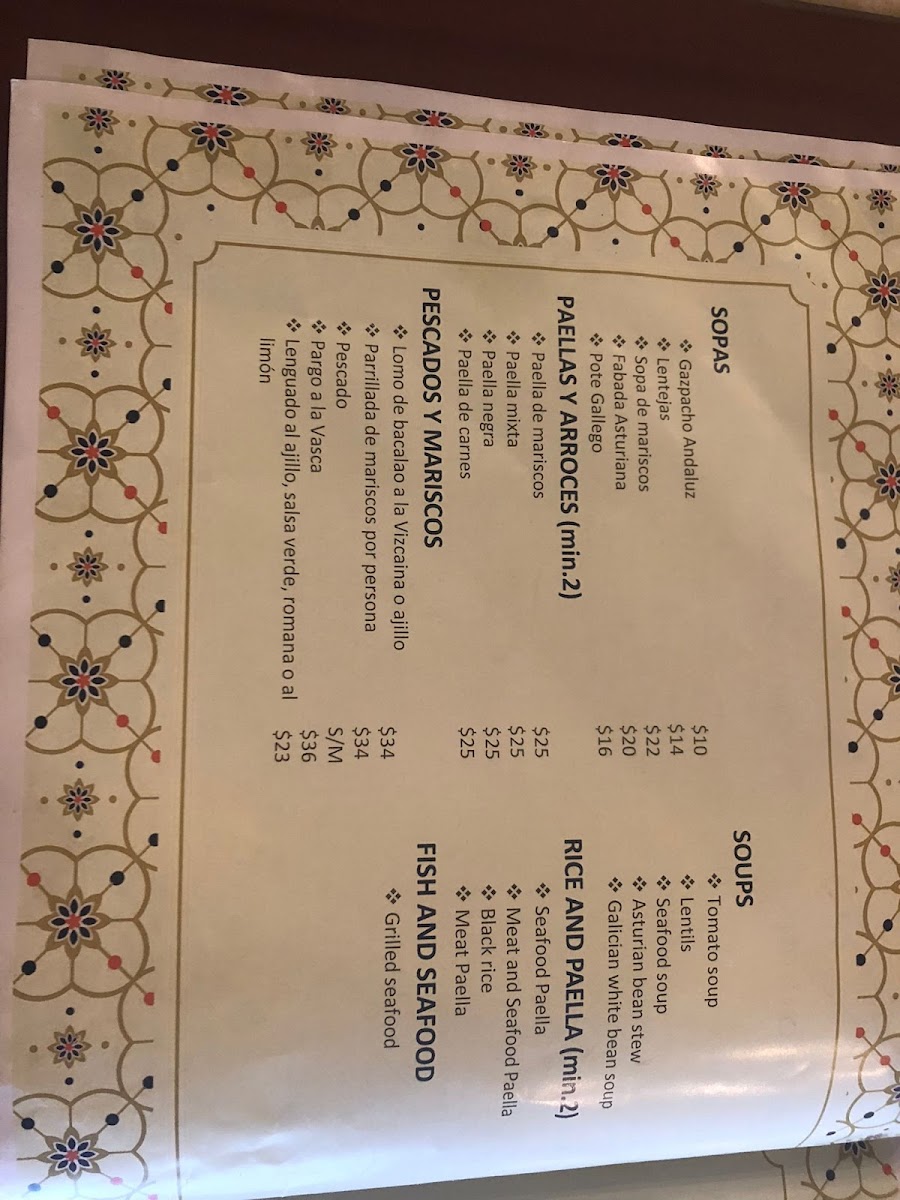 SOPAS
❖ Gazpacho Andaluz $10
❖ Lentejas $14
❖ Sopa de mariscos $22
❖ Fabada Asturiana $20
❖ Pote Gallego $16
PAELLAS Y ARROCES (min.2)
❖ Paella de mariscos $25
❖ Paella mixta $25
❖ Paella negra $25
❖ Paella de carnes $25
PESCADOS Y MARISCOS
❖ Lomo de bacalao a la Vizcaina o ajillo $34
❖ Parrillada de mariscos por persona $34
❖ Pescado S/M
❖ Pargo a la Vasca $36
❖ Lenguado al ajillo, salsa verde, romana o al $23
limón
SOUPS
❖ Tomato soup
❖ Lentils
❖ Seafood soup
❖ Asturian bean stew
❖ Galician white bean soup
RICE AND PAELLA (min.2)
❖ Seafood Paella
❖ Meat and Seafood Paella
❖ Black rice
❖ Meat Paella
FISH AND SEAFOOD
❖ Grilled seafood